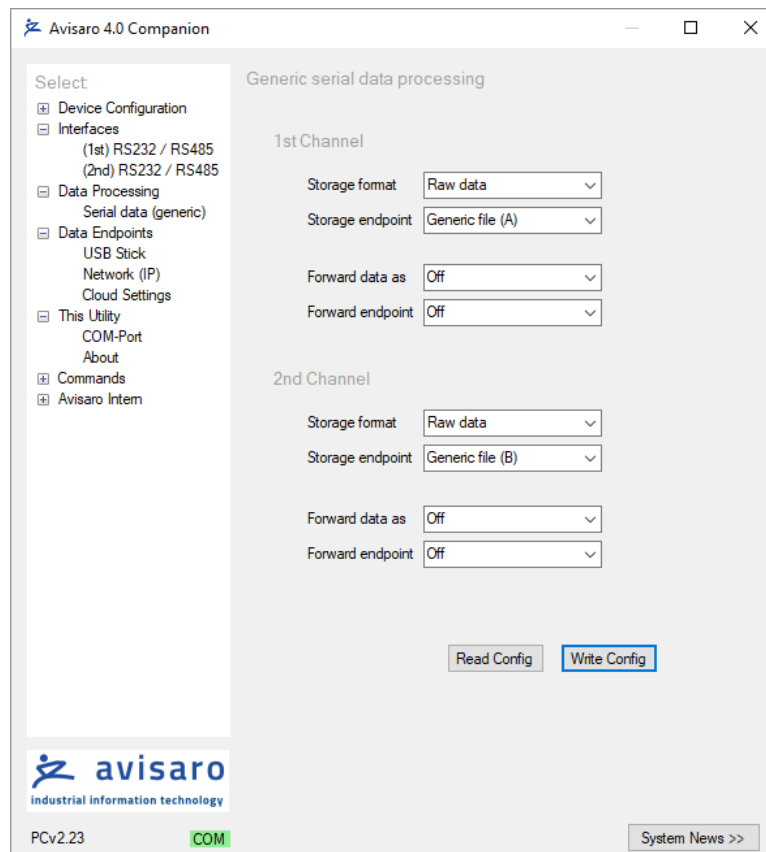 Avisaro 4.0 Companion
Select
Device Configuration
Interfaces
(1st) RS232 / RS485
(2nd) RS232 / RS485
Data Processing
Serial data (generic)
Data Endpoints
USB Stick
Network (IP)
Cloud Settings
This Utility
COM-Port
About
Commands
Avisaro Intern
Generic serial data processing
1st Channel
Storage format Raw data
Storage endpoint Generic file (A)
Forward data as Off
Forward endpoint Off
2nd Channel
Storage format Raw data
Storage endpoint Generic file (B)
Forward data as Off
Forward endpoint Off
Read Config Write Config
avisaro
industrial information technology
PCv2.23 COM
System News >>